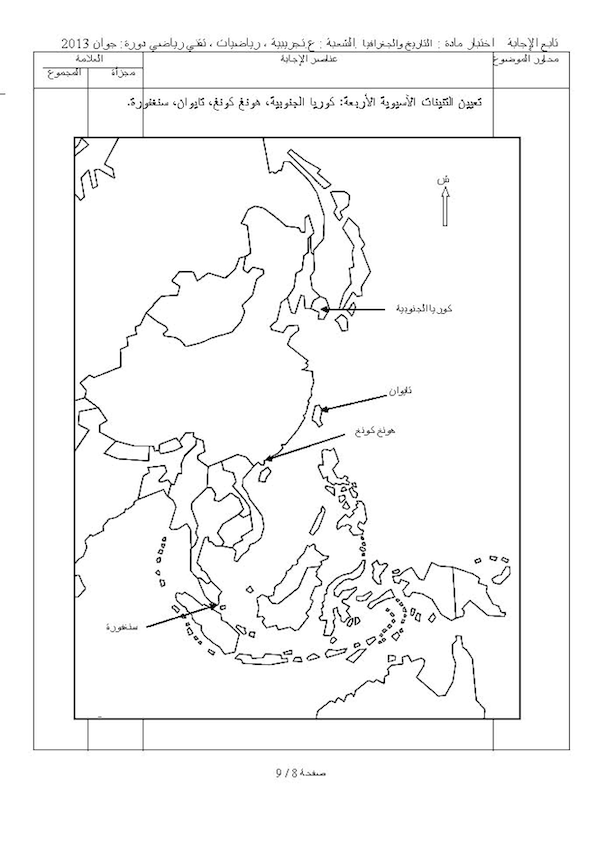 تابع الإجابة اختبار مادة : التاريخ والجغرافيا الشعبة : ع تجريبية ، رياضيات ، تقني رياضي دورة : جوان 2013
محاور الموضوع عناصر الإجابة العلامة
مجزأة المجموع
تعيين التنينات الآسيوية الأربعة: كوريا الجنوبية، هونغ كونغ، تايوان، سنغفورة.
ش
كوريا الجنوبية
تايوان
هونغ كونغ
سنغفورة
صفحة 8 / 9